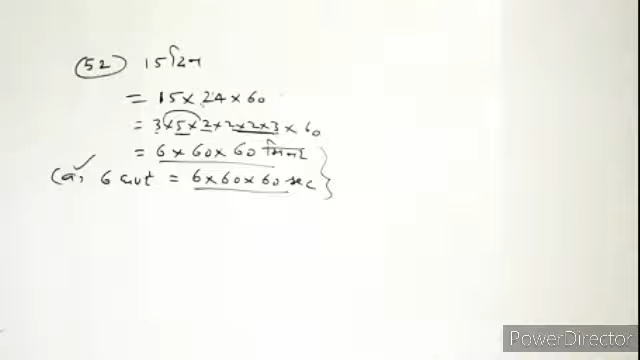 (52) 15 दिन
= 15 × 24 × 60
= 3 × 5 × 2 × 2 × 2 × 3 × 60
= 6 × 60 × 60 मिनट
(a) 6 घण्टे = 6 × 60 × 60 sec
PowerDirector